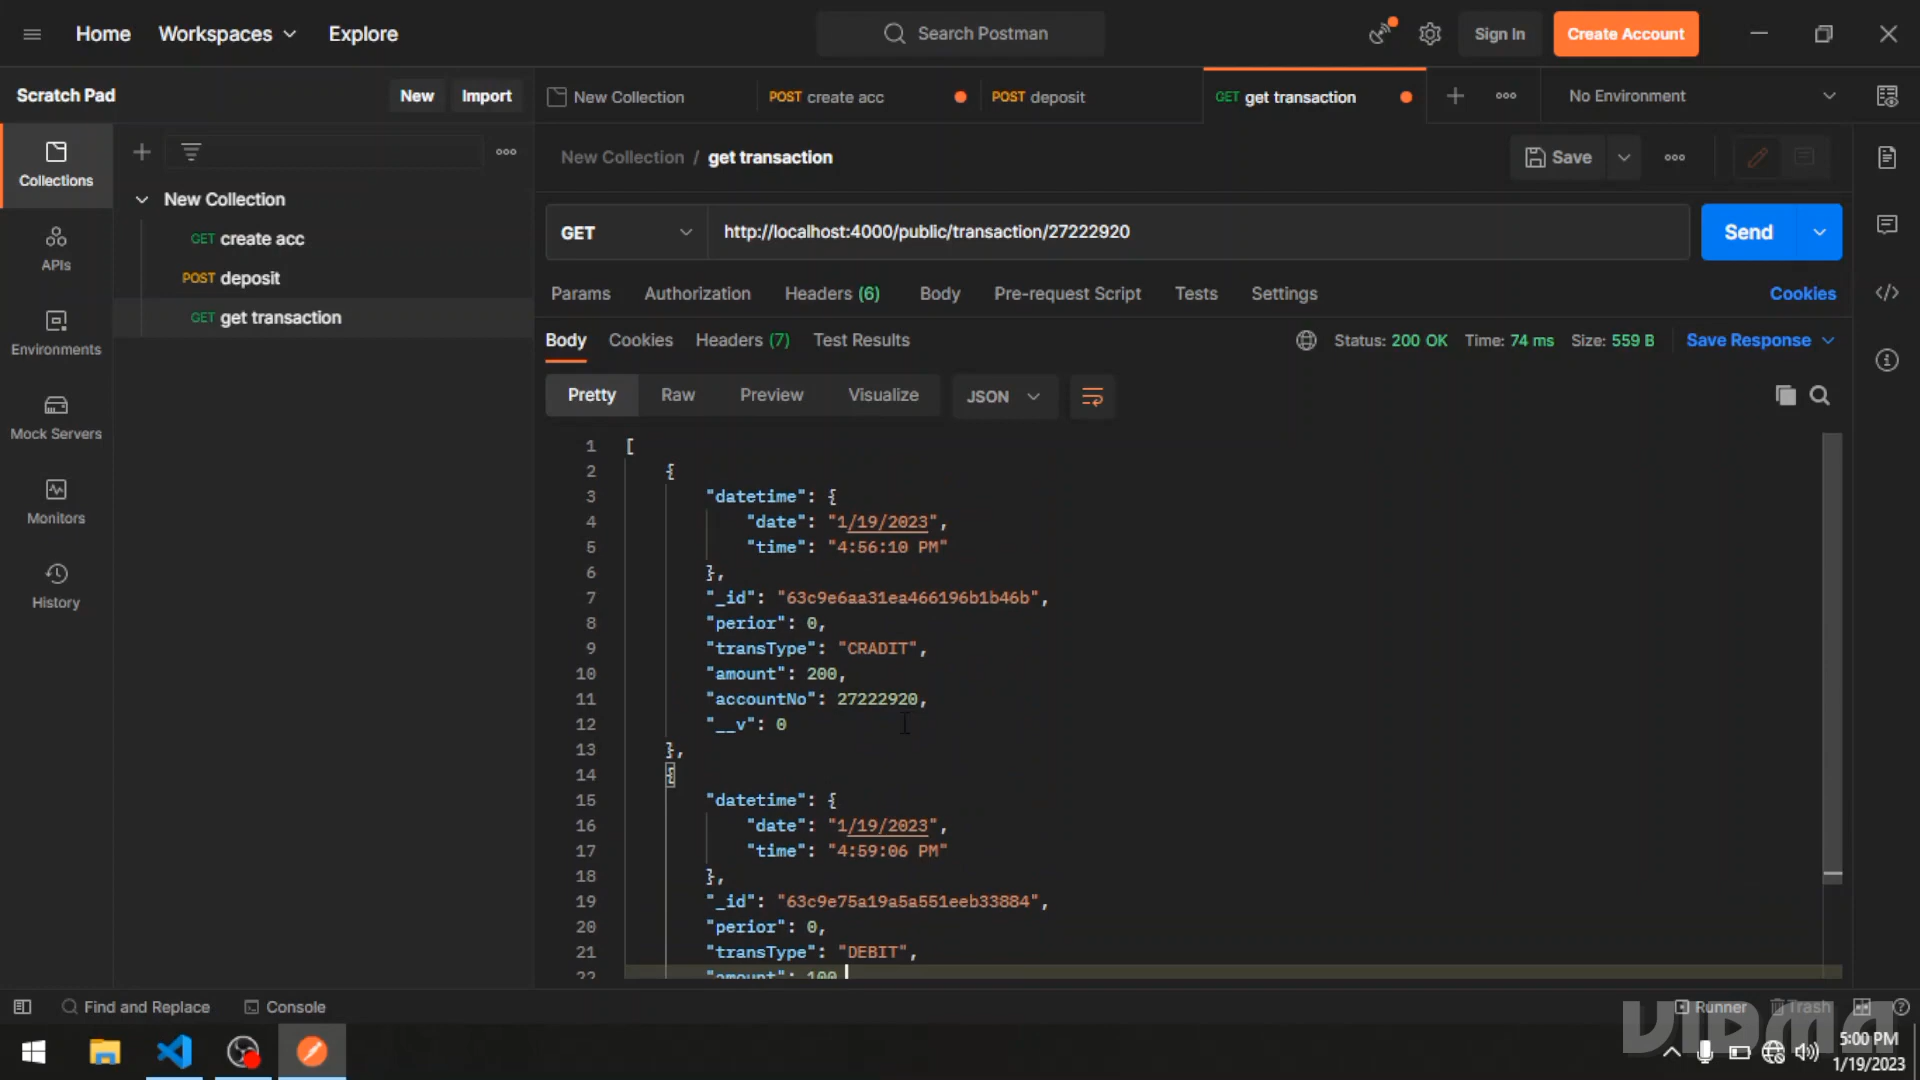 Home Workspaces Explore Search Postman Sign In Create Account
Scratch Pad New Import New Collection POST create acc POST deposit GET get transaction No Environment
Collections
New Collection / get transaction Save
New Collection
GET create acc
POST deposit
GET get transaction
APIs
Environments
Mock Servers
Monitors
History
GET http://localhost:4000/public/transaction/27222920 Send
Params Authorization Headers (6) Body Pre-request Script Tests Settings Cookies
Body Cookies Headers (7) Test Results Status: 200 OK Time: 74 ms Size: 559 B Save Response
Pretty Raw Preview Visualize JSON
1 [
2 {
3 "datetime": {
4 "date": "1/19/2023",
5 "time": "4:56:10 PM"
6 },
7 "_id": "63c9e6aa31ea466196b1b46b",
8 "perior": 0,
9 "transType": "CRADIT",
10 "amount": 200,
11 "accountNo": 27222920,
12 "__v": 0
13 },
14 {
15 "datetime": {
16 "date": "1/19/2023",
17 "time": "4:59:06 PM"
18 },
19 "_id": "63c9e75a19a5a551eeb33884",
20 "perior": 0,
21 "transType": "DEBIT",
22 "amount": 100
Find and Replace Console Runner Trash
VIDMA
5:00 PM
1/19/2023